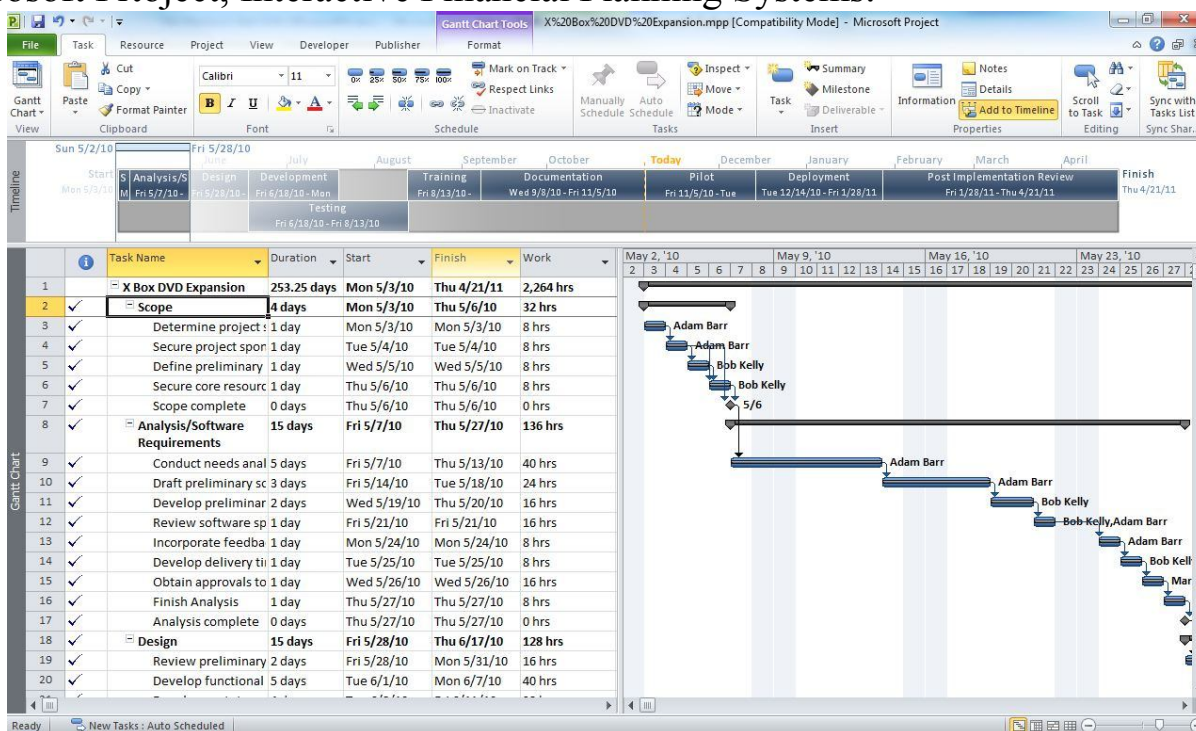 osoft Project, Interactive Financial Planning Systems.
Gantt Chart Tools X%20Box%20DVD%20Expansion.mpp [Compatibility Mode] - Microsoft Project
File Task Resource Project View Developer Publisher Format
Cut Calibri 11 0% 25% 50% 75% 100% Mark on Track Inspect Summary Notes
Copy Respect Links Move Milestone Details
Gantt Chart Paste Format Painter B I U A Inactivate Manually Schedule Auto Schedule Mode Task Deliverable Information Add to Timeline Scroll to Task Sync with Tasks List
View Clipboard Font Schedule Tasks Insert Properties Editing Sync Shar.
Sun 5/2/10 Fri 5/28/10
June July August September October Today December January February March April
Start S Analysis/S Design Development Training Documentation Pilot Deployment Post Implementation Review Finish
Mon 5/3/10 M Fri 5/7/10 - Fri 5/28/10 - Fri 6/18/10 - Mon Fri 8/13/10 - Wed 9/8/10 - Fri 11/5/10 Fri 11/5/10 - Tue Tue 12/14/10 - Fri 1/28/11 Fri 1/28/11 - Thu 4/21/11 Thu 4/21/11
Testing
Fri 6/18/10 - Fri 8/13/10
Timeline
Task Name Duration Start Finish Work May 2, '10 May 9, '10 May 16, '10 May 23, '10
2 3 4 5 6 7 8 9 10 11 12 13 14 15 16 17 18 19 20 21 22 23 24 25 26 27
1 X Box DVD Expansion 253.25 days Mon 5/3/10 Thu 4/21/11 2,264 hrs
2 Scope 4 days Mon 5/3/10 Thu 5/6/10 32 hrs
3 Determine project s 1 day Mon 5/3/10 Mon 5/3/10 8 hrs Adam Barr
4 Secure project spon 1 day Tue 5/4/10 Tue 5/4/10 8 hrs Adam Barr
5 Define preliminary 1 day Wed 5/5/10 Wed 5/5/10 8 hrs Bob Kelly
6 Secure core resourc 1 day Thu 5/6/10 Thu 5/6/10 8 hrs Bob Kelly
7 Scope complete 0 days Thu 5/6/10 Thu 5/6/10 0 hrs 5/6
8 Analysis/Software 15 days Fri 5/7/10 Thu 5/27/10 136 hrs
Requirements
9 Conduct needs anal 5 days Fri 5/7/10 Thu 5/13/10 40 hrs Adam Barr
10 Draft preliminary sc 3 days Fri 5/14/10 Tue 5/18/10 24 hrs Adam Barr
11 Develop preliminar 2 days Wed 5/19/10 Thu 5/20/10 16 hrs Bob Kelly
12 Review software sp 1 day Fri 5/21/10 Fri 5/21/10 16 hrs Bob Kelly,Adam Barr
13 Incorporate feedba 1 day Mon 5/24/10 Mon 5/24/10 8 hrs Adam Barr
14 Develop delivery ti 1 day Tue 5/25/10 Tue 5/25/10 8 hrs Bob Kell
15 Obtain approvals to 1 day Wed 5/26/10 Wed 5/26/10 16 hrs Mar
16 Finish Analysis 1 day Thu 5/27/10 Thu 5/27/10 8 hrs
17 Analysis complete 0 days Thu 5/27/10 Thu 5/27/10 0 hrs
18 Design 15 days Fri 5/28/10 Thu 6/17/10 128 hrs
19 Review preliminary 2 days Fri 5/28/10 Mon 5/31/10 16 hrs
20 Develop functional 5 days Tue 6/1/10 Mon 6/7/10 40 hrs
Gantt Chart
Ready New Tasks : Auto Scheduled